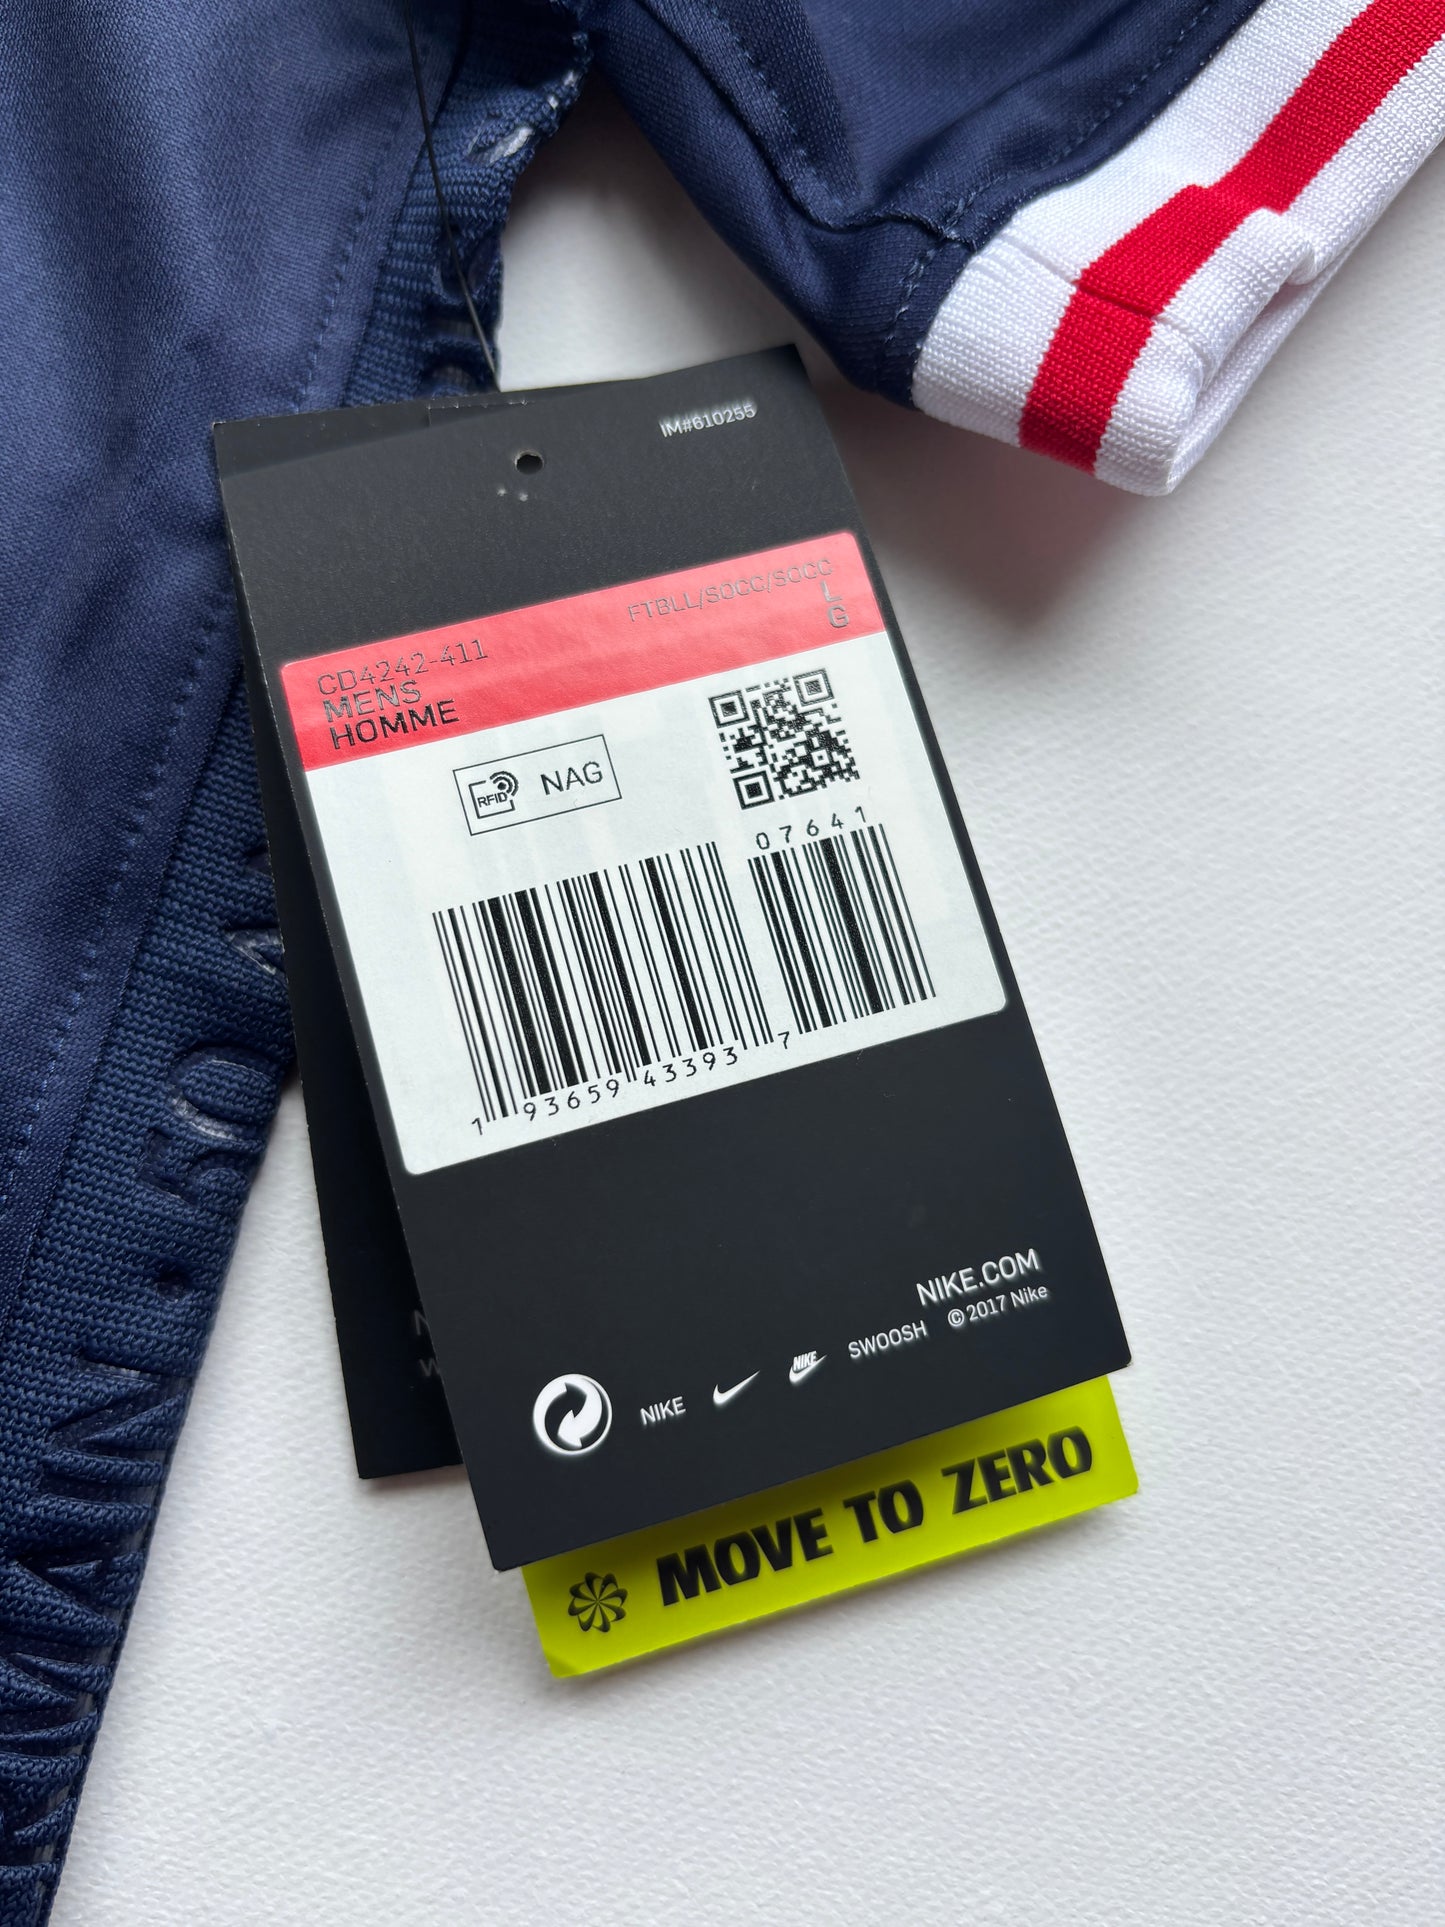 IM#610255
FTBLL/SOCC/SOCC
CD4242-411
L
MENS
G
HOMME
RFID NAG
07641
1 93659 43393 7
NIKE.COM
©2017 Nike
NIKE NIKE SWOOSH
MOVE TO ZERO